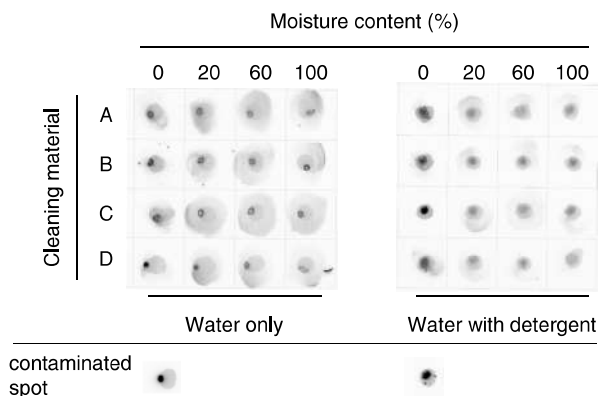 Moisture content (%)
0 20 60 100 0 20 60 100
Cleaning material
A
B
C
D
Water only Water with detergent
contaminated
spot